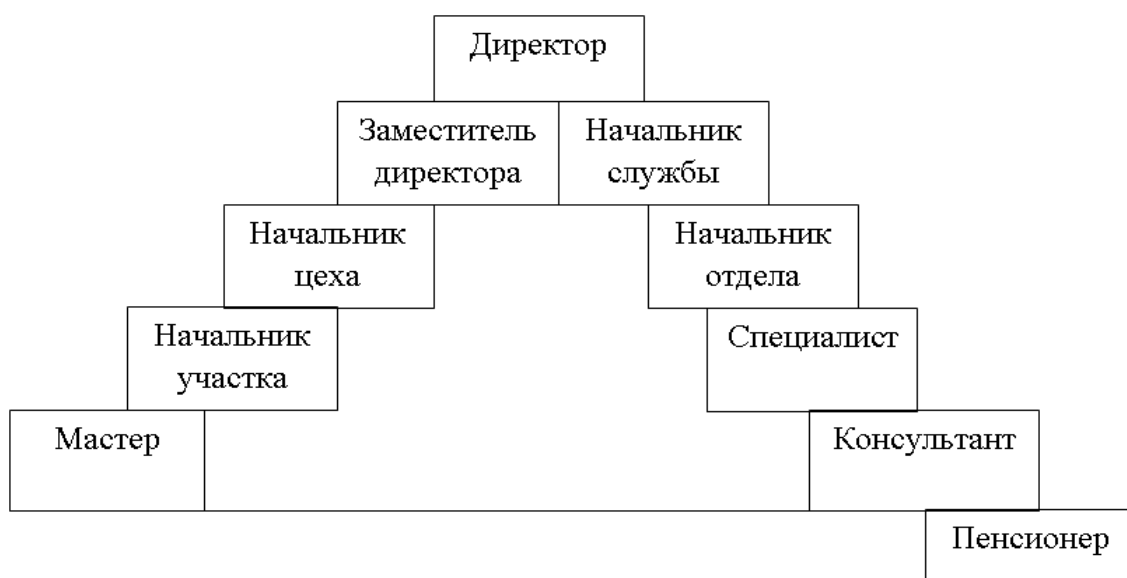 Директор
Заместитель
директора
Начальник
службы
Начальник
цеха
Начальник
отдела
Начальник
участка
Специалист
Мастер
Консультант
Пенсионер